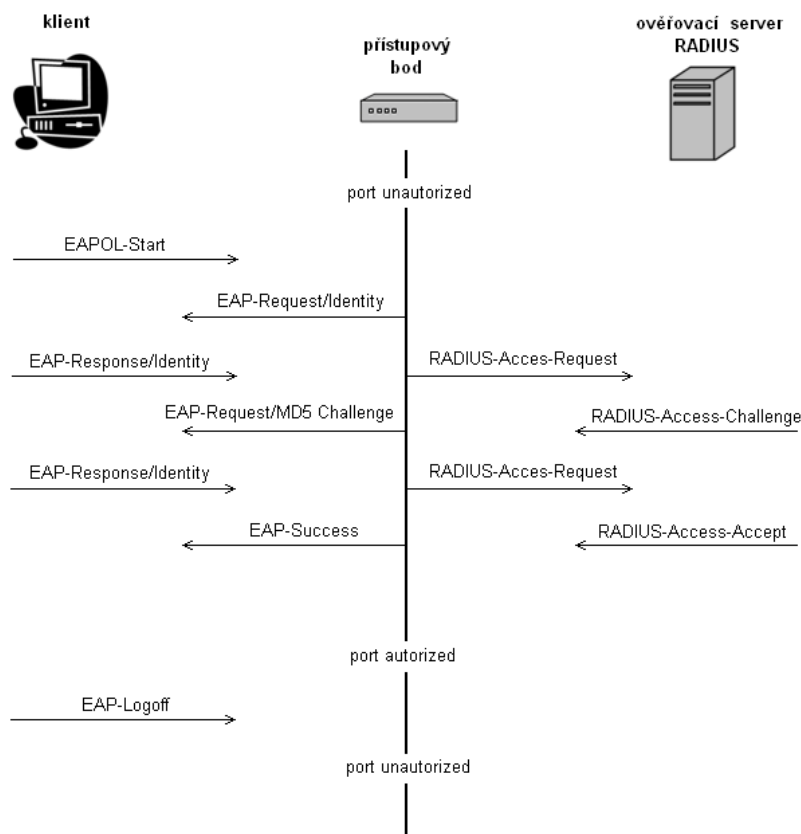 klient
přístupový
bod
ověřovací server
RADIUS
port unautorized
EAPOL-Start
EAP-Request/Identity
EAP-Response/Identity
RADIUS-Acces-Request
EAP-Request/MD5 Challenge
RADIUS-Access-Challenge
EAP-Response/Identity
RADIUS-Acces-Request
EAP-Success
RADIUS-Access-Accept
port autorized
EAP-Logoff
port unautorized